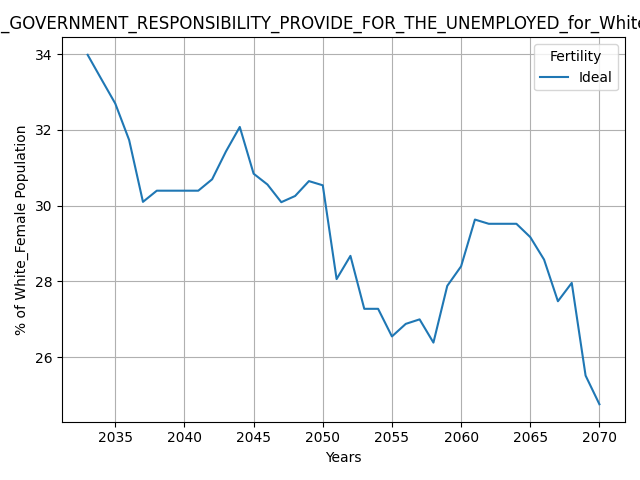 _GOVERNMENT_RESPONSIBILITY_PROVIDE_FOR_THE_UNEMPLOYED_for_White
Fertility
Ideal
% of White_Female Population
34
32
30
28
26
2035 2040 2045 2050 2055 2060 2065 2070
Years